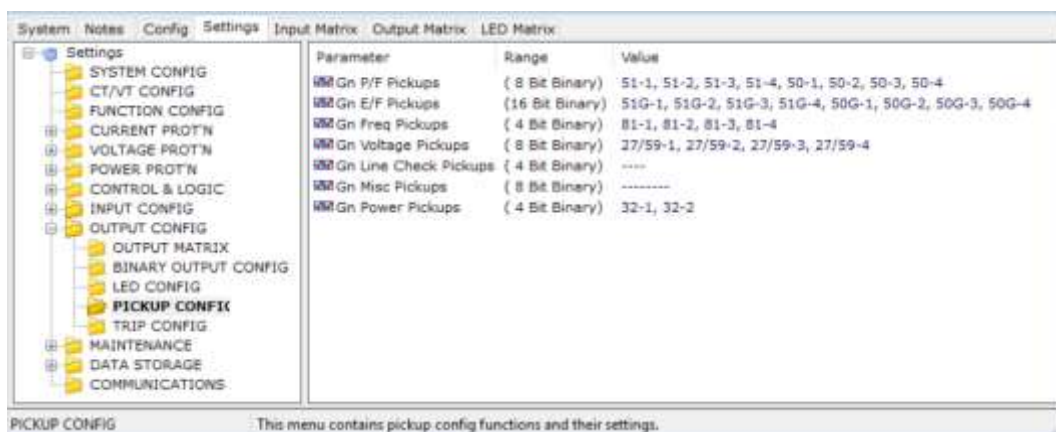 System Notes Config Settings Input Matrix Output Matrix LED Matrix
Settings
SYSTEM CONFIG
CT/VT CONFIG
FUNCTION CONFIG
CURRENT PROT'N
VOLTAGE PROT'N
POWER PROT'N
CONTROL & LOGIC
INPUT CONFIG
OUTPUT CONFIG
OUTPUT MATRIX
BINARY OUTPUT CONFIG
LED CONFIG
PICKUP CONFIG
TRIP CONFIG
MAINTENANCE
DATA STORAGE
COMMUNICATIONS
Parameter Range Value
Gn P/F Pickups ( 8 Bit Binary) 51-1, 51-2, 51-3, 51-4, 50-1, 50-2, 50-3, 50-4
Gn E/F Pickups (16 Bit Binary) 51G-1, 51G-2, 51G-3, 51G-4, 50G-1, 50G-2, 50G-3, 50G-4
Gn Freq Pickups ( 4 Bit Binary) 81-1, 81-2, 81-3, 81-4
Gn Voltage Pickups ( 8 Bit Binary) 27/59-1, 27/59-2, 27/59-3, 27/59-4
Gn Line Check Pickups ( 4 Bit Binary) ----
Gn Misc Pickups ( 8 Bit Binary) --------
Gn Power Pickups ( 4 Bit Binary) 32-1, 32-2
PICKUP CONFIG This menu contains pickup config functions and their settings.